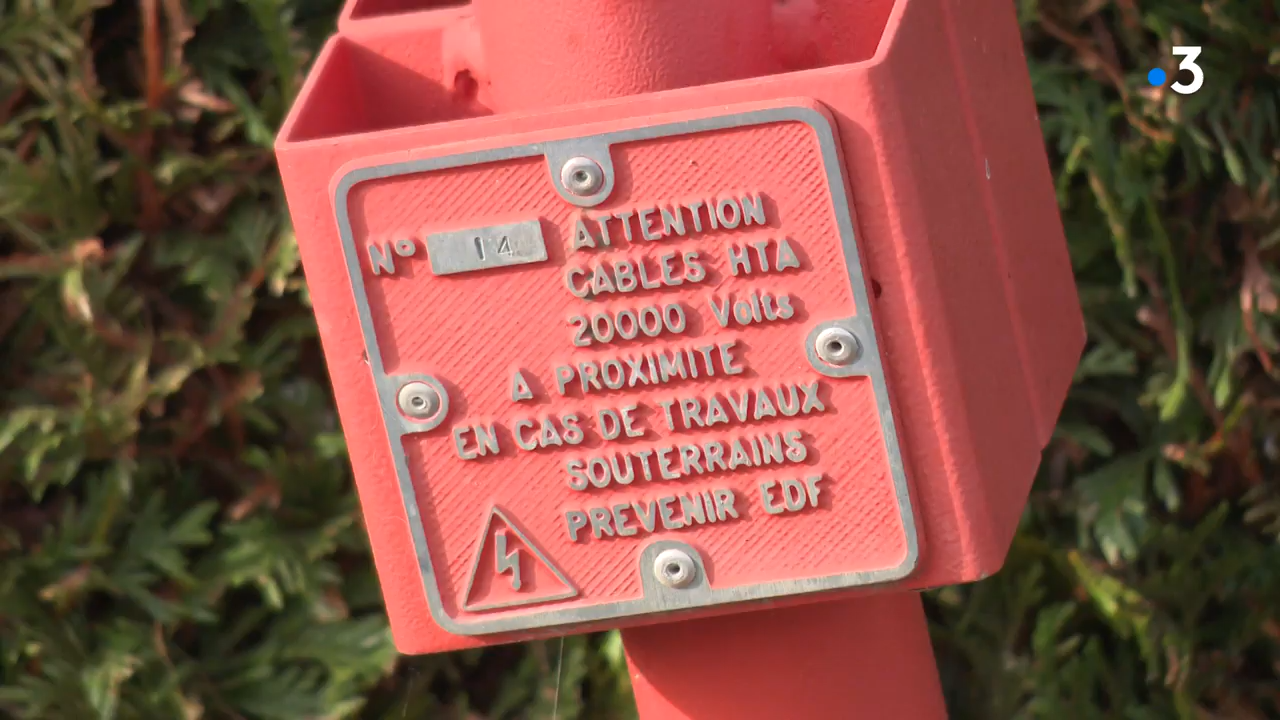 N° 14
ATTENTION
CABLES HTA
20000 Volts
A PROXIMITE
EN CAS DE TRAVAUX
SOUTERRAINS
PREVENIR EDF
3